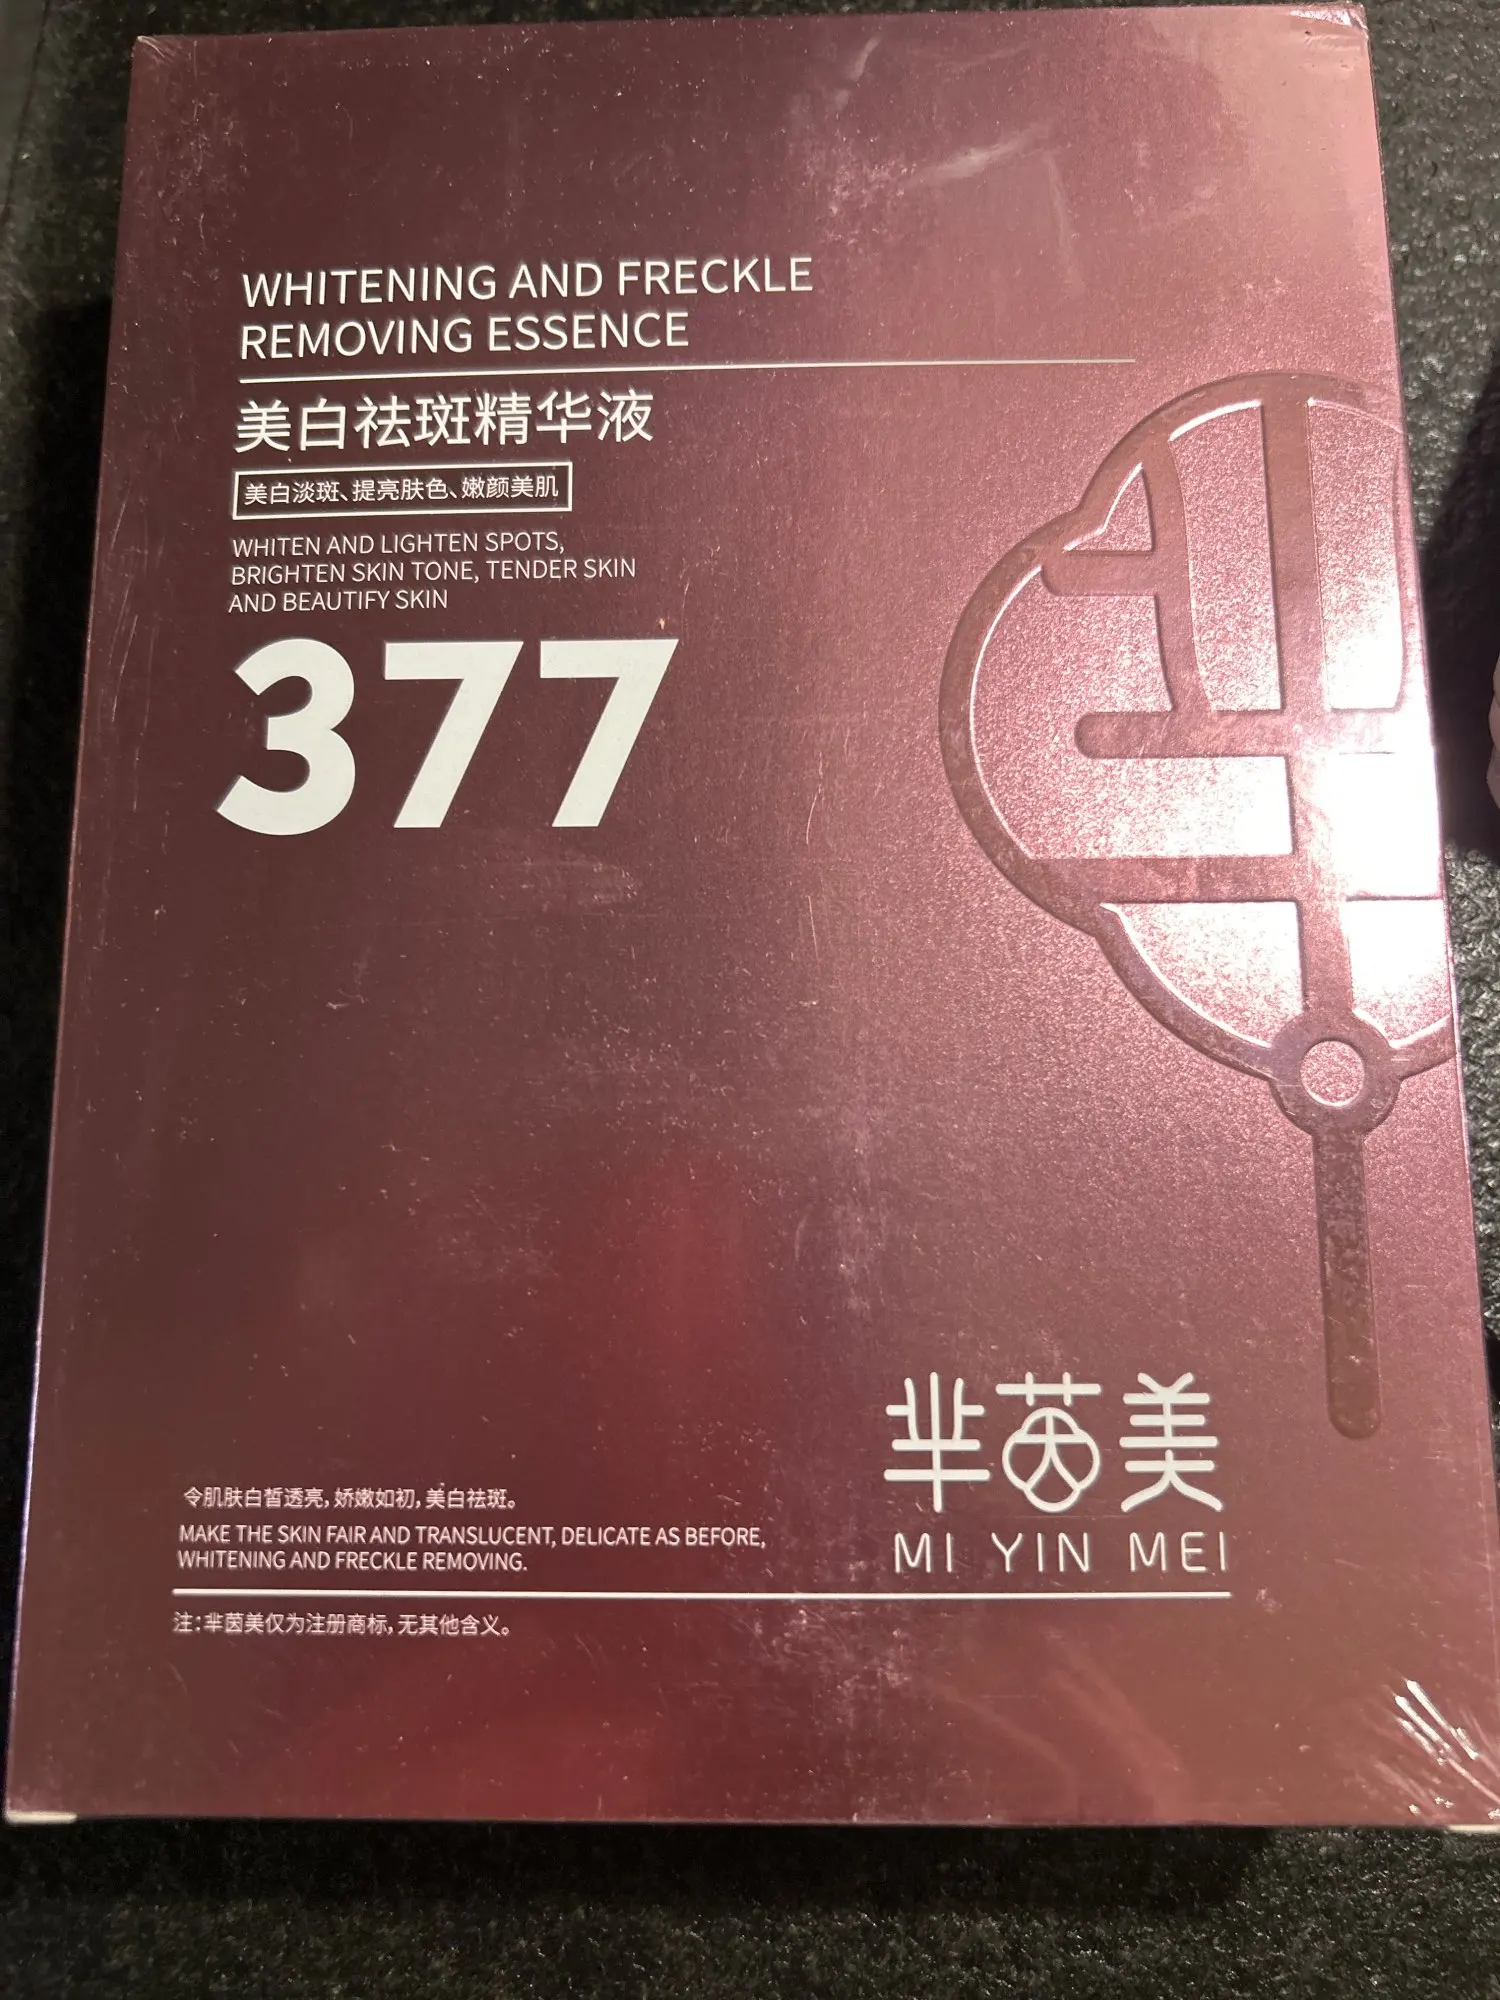 WHITENING AND FRECKLE
REMOVING ESSENCE
美白祛斑精华液
美白淡斑、提亮肤色、嫩颜美肌
WHITEN AND LIGHTEN SPOTS,
BRIGHTEN SKIN TONE, TENDER SKIN
AND BEAUTIFY SKIN
377
芈茵美
MI YIN MEI
令肌肤白皙透亮,娇嫩如初,美白祛斑。
MAKE THE SKIN FAIR AND TRANSLUCENT, DELICATE AS BEFORE,
WHITENING AND FRECKLE REMOVING.
注:芈茵美仅为注册商标,无其他含义。